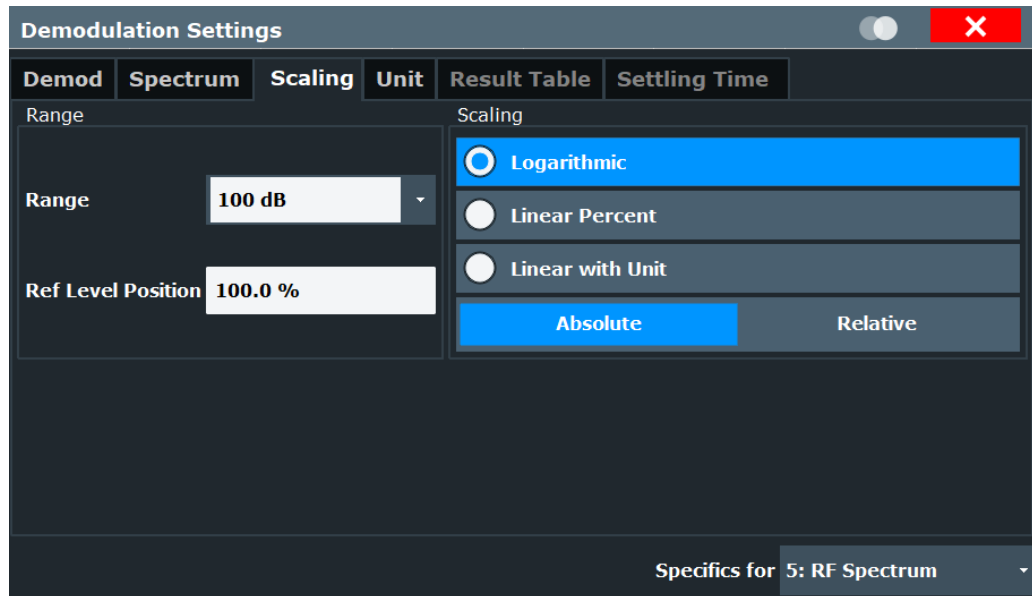 Demodulation Settings
Demod Spectrum Scaling Unit Result Table Settling Time
Range
Range 100 dB
Ref Level Position 100.0 %
Scaling
Logarithmic
Linear Percent
Linear with Unit
Absolute Relative
Specifics for 5: RF Spectrum